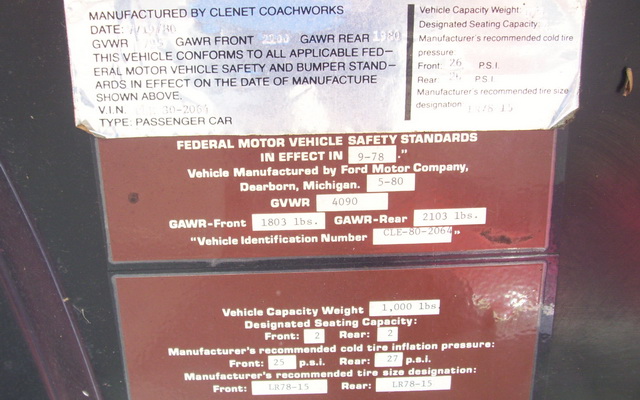 MANUFACTURED BY CLENET COACHWORKS
DATE:
GVWR GAWR FRONT 2200 GAWR REAR
THIS VEHICLE CONFORMS TO ALL APPLICABLE FED-
ERAL MOTOR VEHICLE SAFETY AND BUMPER STAND-
ARDS IN EFFECT ON THE DATE OF MANUFACTURE
SHOWN ABOVE.
V.I.N.
TYPE: PASSENGER CAR
Vehicle Capacity Weight:
Designated Seating Capacity:
Manufacturer's recommended cold tire
pressure:
Front: 26 P.S.I.
Rear: 26 P.S.I.
Manufacturer's recommended tire size
designation: LR78-15
FEDERAL MOTOR VEHICLE SAFETY STANDARDS
IN EFFECT IN 9-78 ."
Vehicle Manufactured by Ford Motor Company,
Dearborn, Michigan. 5-80
GVWR 4090
GAWR-Front 1803 lbs. GAWR-Rear 2103 lbs.
"Vehicle Identification Number CLE-80-2064 "
Vehicle Capacity Weight 1,000 lbs.
Designated Seating Capacity:
Front: 2 Rear: 2
Manufacturer's recommended cold tire inflation pressure:
Front: 25 p.s.i. Rear: 27 p.s.i.
Manufacturer's recommended tire size designation:
Front: LR78-15 Rear: LR78-15